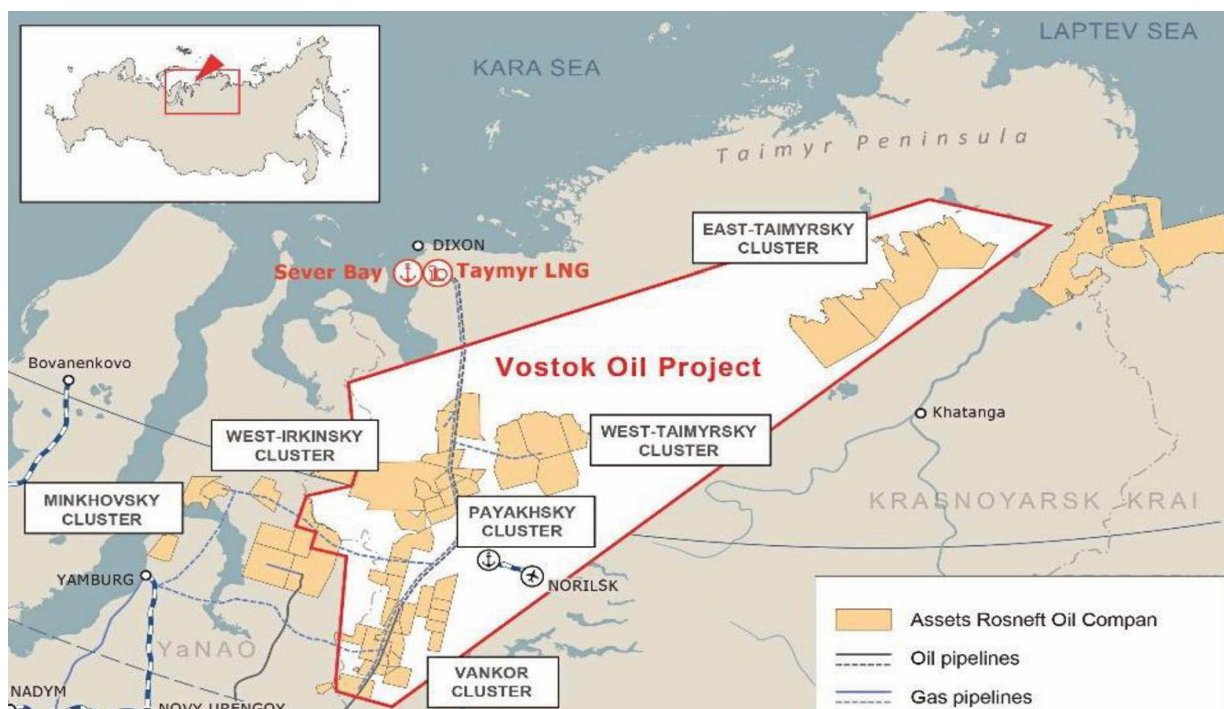 LAPTEV SEA
KARA SEA
Taimyr Peninsula
EAST-TAIMYRSKY
CLUSTER
DIXON
Sever Bay
Taymyr LNG
Vostok Oil Project
Bovanenkovo
Khatanga
WEST-IRKINSKY
CLUSTER
WEST-TAIMYRSKY
CLUSTER
MINKHOVSKY
CLUSTER
PAYAKHSKY
CLUSTER
KRASNOYARSK KRAI
YAMBURG
NORILSK
YaNAO
VANKOR
CLUSTER
NADYM
NOVY URENGOY
Assets Rosneft Oil Compan
Oil pipelines
Gas pipelines